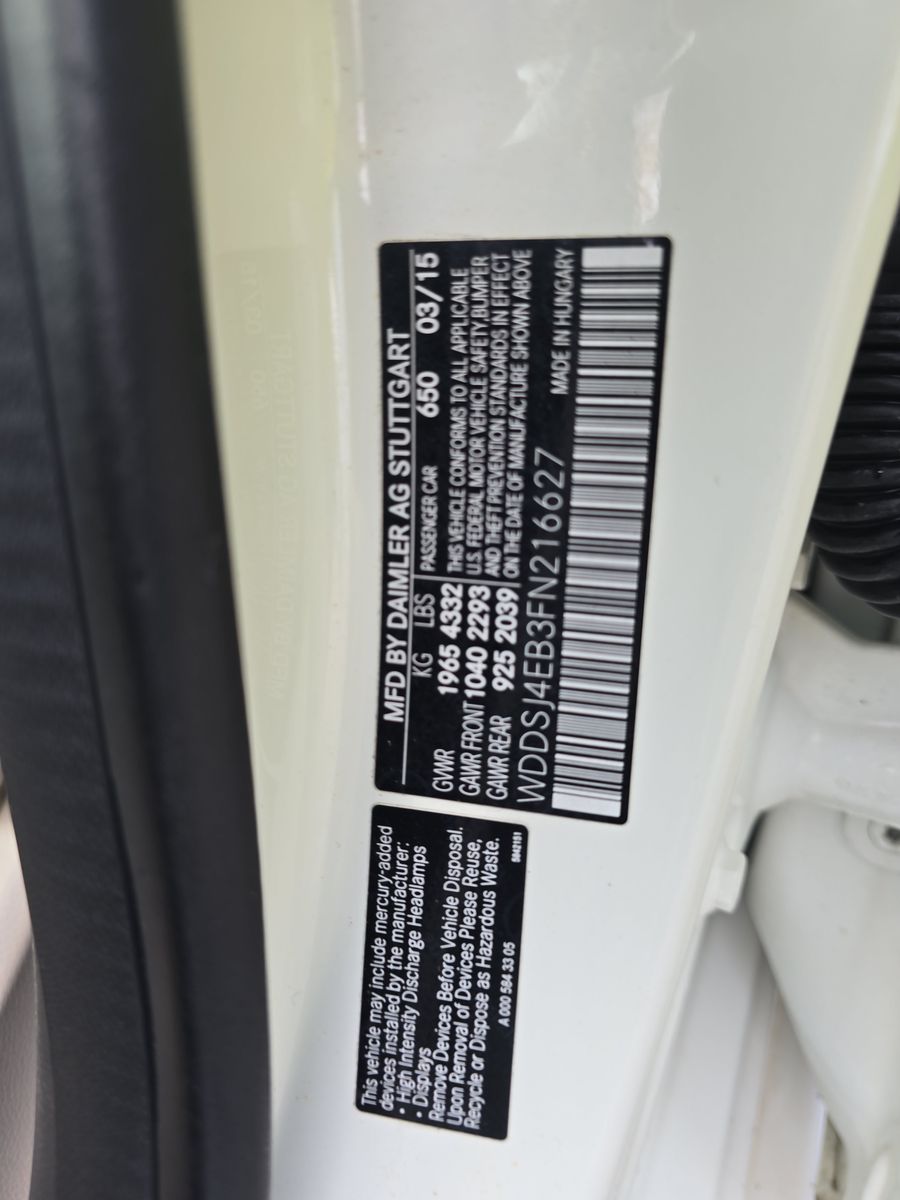 MFD BY DAIMLER AG STUTTGART
KG LBS PASSENGER CAR 650 03/15
GVWR 1965 4332 THIS VEHICLE CONFORMS TO ALL APPLICABLE
GAWR FRONT 1040 2293 U.S. FEDERAL MOTOR VEHICLE SAFETY, BUMPER
GAWR REAR 925 2039 AND THEFT PREVENTION STANDARDS IN EFFECT
ON THE DATE OF MANUFACTURE SHOWN ABOVE
WDDSJ4EB3FN216627 MADE IN HUNGARY
This vehicle may include mercury-added
devices installed by the manufacturer:
• High Intensity Discharge Headlamps
• Displays
Remove Devices Before Vehicle Disposal.
Upon Removal of Devices Please Reuse,
Recycle or Dispose as Hazardous Waste.
A 000 584 33 05